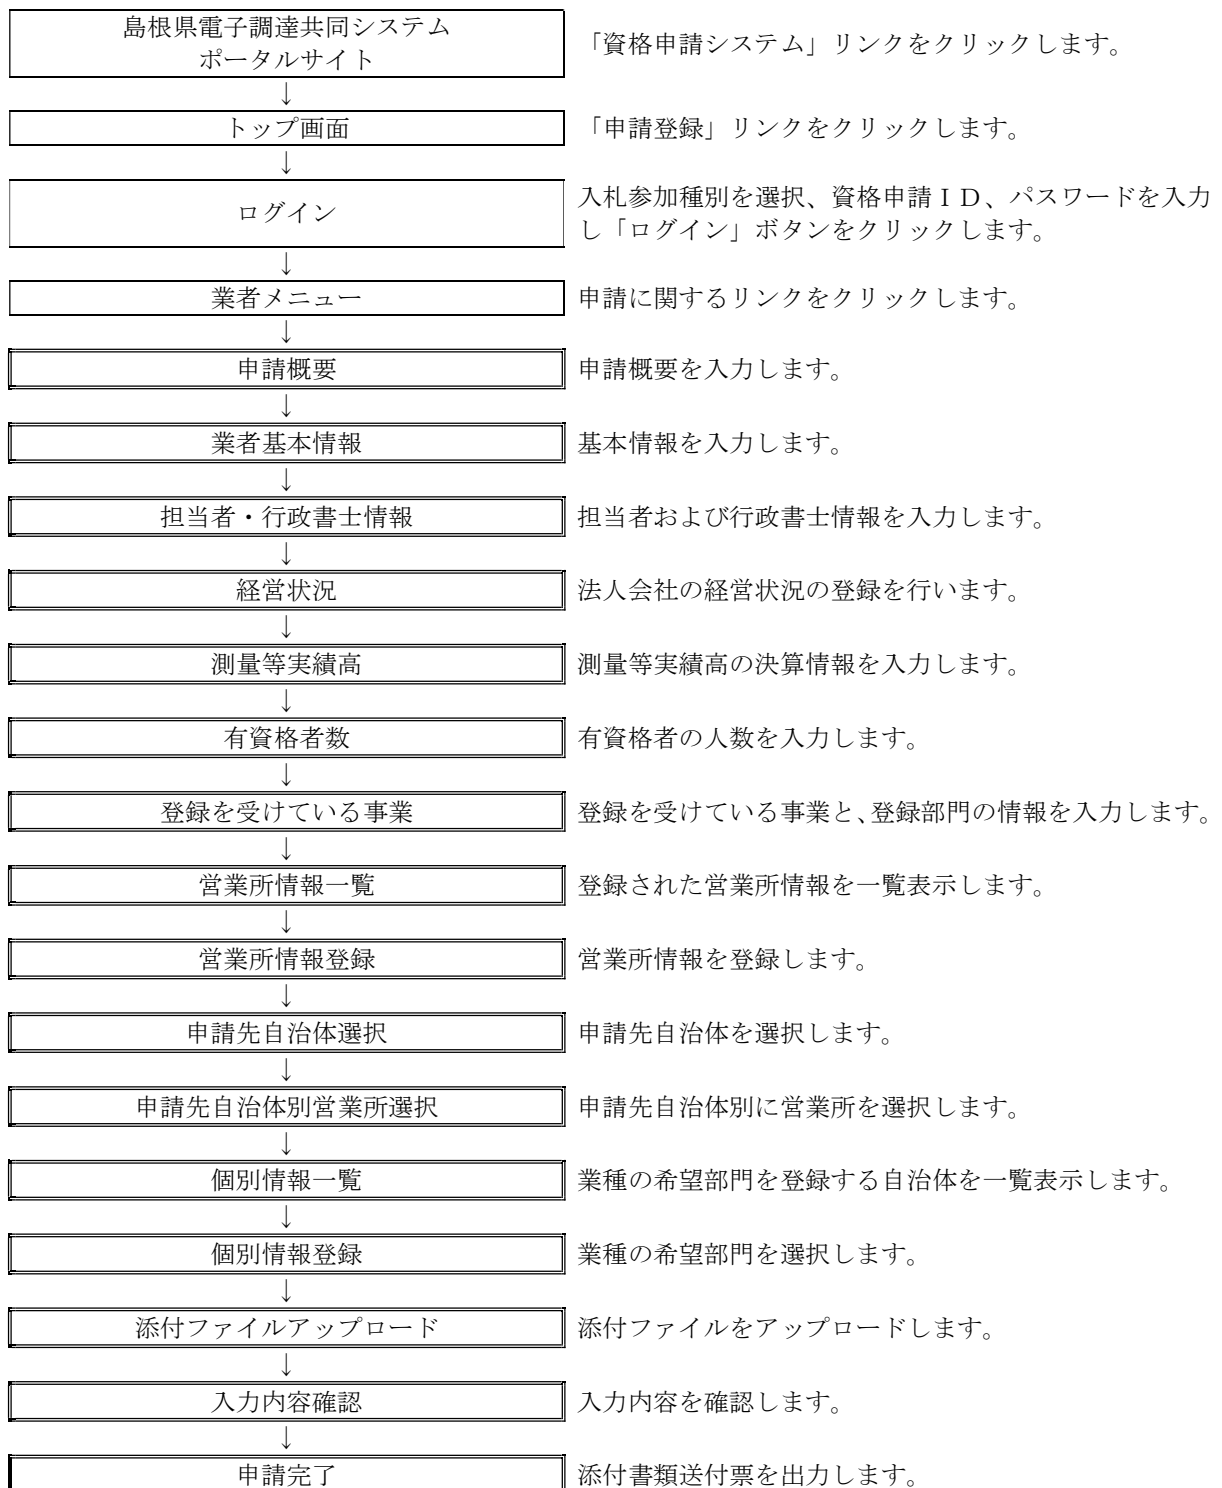 島根県電子調達共同システム
ポータルサイト
「資格申請システム」リンクをクリックします。
↓
トップ画面
「申請登録」リンクをクリックします。
↓
ログイン
入札参加種別を選択、資格申請ＩＤ、パスワードを入力
し「ログイン」ボタンをクリックします。
↓
業者メニュー
申請に関するリンクをクリックします。
↓
申請概要
申請概要を入力します。
↓
業者基本情報
基本情報を入力します。
↓
担当者・行政書士情報
担当者および行政書士情報を入力します。
↓
経営状況
法人会社の経営状況の登録を行います。
↓
測量等実績高
測量等実績高の決算情報を入力します。
↓
有資格者数
有資格者の人数を入力します。
↓
登録を受けている事業
登録を受けている事業と、登録部門の情報を入力します。
↓
営業所情報一覧
登録された営業所情報を一覧表示します。
↓
営業所情報登録
営業所情報を登録します。
↓
申請先自治体選択
申請先自治体を選択します。
↓
申請先自治体別営業所選択
申請先自治体別に営業所を選択します。
↓
個別情報一覧
業種の希望部門を登録する自治体を一覧表示します。
↓
個別情報登録
業種の希望部門を選択します。
↓
添付ファイルアップロード
添付ファイルをアップロードします。
↓
入力内容確認
入力内容を確認します。
↓
申請完了
添付書類送付票を出力します。